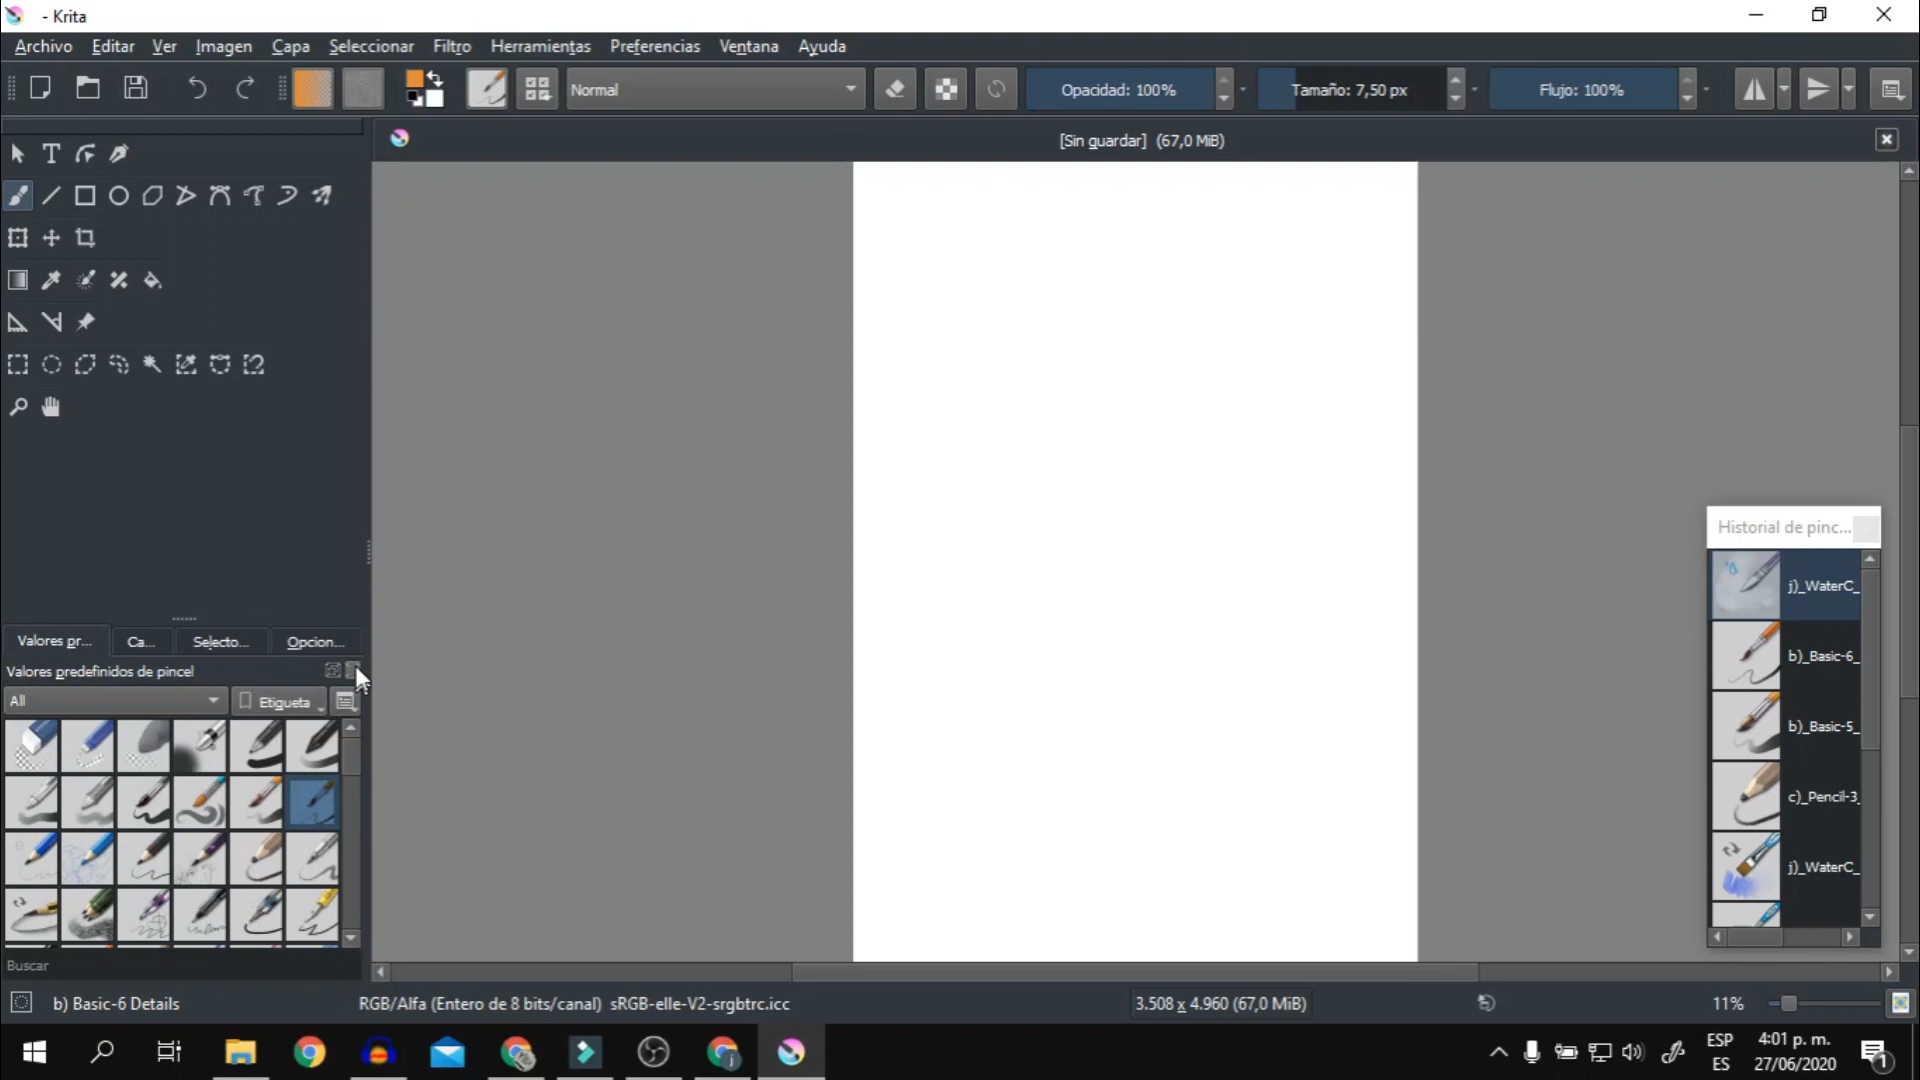 - Krita
Archivo Editar Ver Imagen Capa Seleccionar Filtro Herramientas Preferencias Ventana Ayuda
Normal
Opacidad: 100%
Tamaño: 7,50 px
Flujo: 100%
[Sin guardar] (67,0 MiB)
Historial de pinc...
j)_WaterC_
b)_Basic-6_
b)_Basic-5_
c)_Pencil-3_
j)_WaterC_
Valores pr... Ca... Selecto... Opcion...
Valores predefinidos de pincel
All Etiqueta
Buscar
b) Basic-6 Details RGB/Alfa (Entero de 8 bits/canal) sRGB-elle-V2-srgbtrc.icc 3.508 x 4.960 (67,0 MiB) 11%
ESP 4:01 p. m.
ES 27/06/2020 1